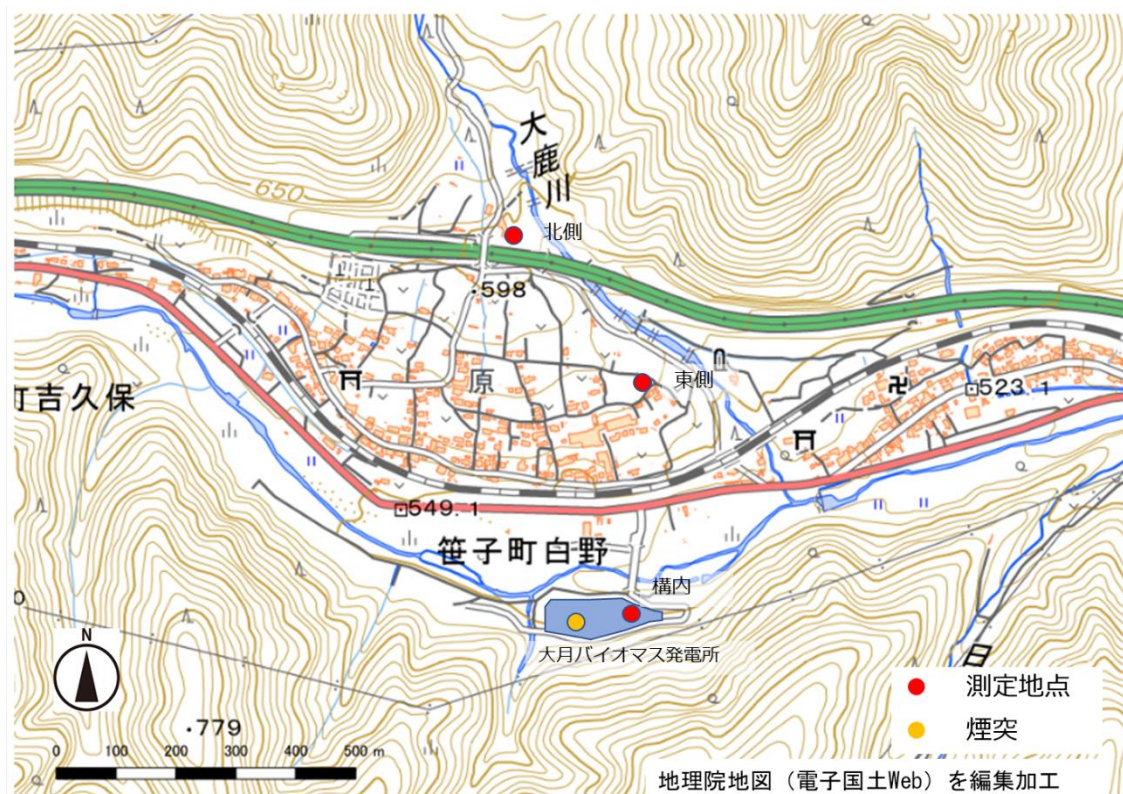 大鹿川
650
北側
598
原
東側
町吉久保
523.1
549.1
笹子町白野
構内
大月バイオマス発電所
N
779
0 100 200 300 400 500 m
測定地点
煙突
地理院地図（電子国土Web）を編集加工